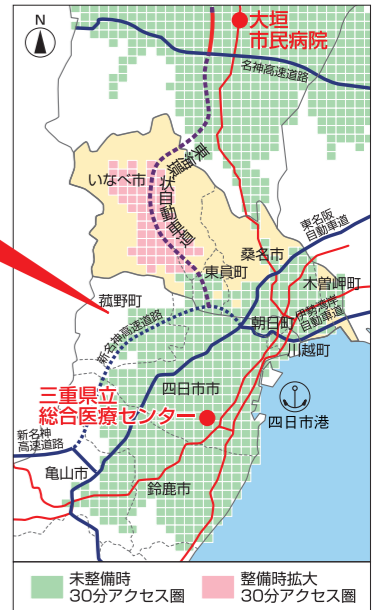 N
大垣
市民病院
名神高速道路
東海環状自動車道
いなべ市
東名阪
自動車道
桑名市
東員町
木曽岬町
菰野町
伊勢湾岸
自動車道
朝日町
新名神高速道路
川越町
四日市市
三重県立
総合医療センター
四日市港
新名神
高速道路
亀山市
鈴鹿市
未整備時
30分アクセス圏
整備時拡大
30分アクセス圏